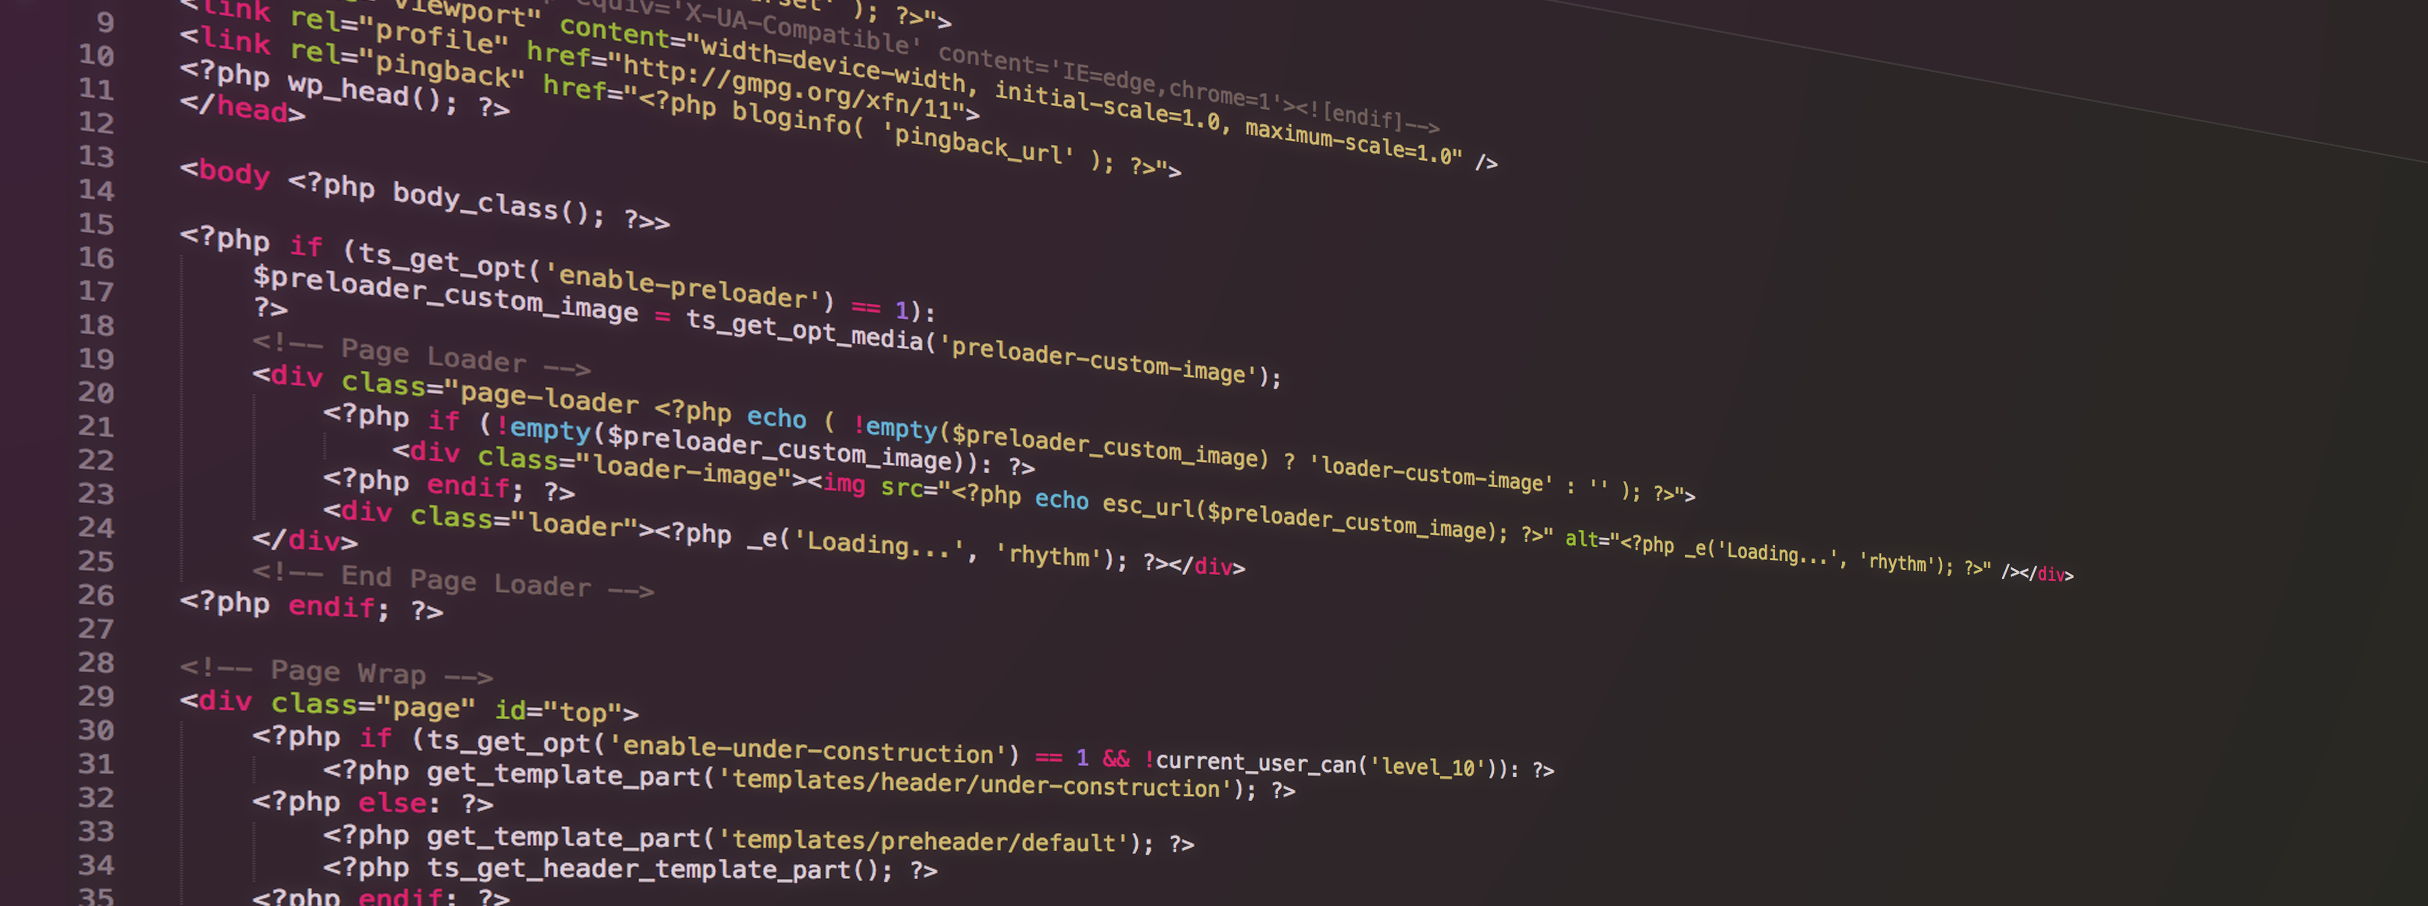 set' ); ?>">
equiv='X-UA-Compatible' content='IE=edge,chrome=1'><![endif]-->
viewport" content="width=device-width, initial-scale=1.0, maximum-scale=1.0" />
9 <link rel="profile" href="http://gmpg.org/xfn/11">
10 <link rel="pingback" href="<?php bloginfo( 'pingback_url' ); ?>">
11 <?php wp_head(); ?>
12 </head>
13
14 <body <?php body_class(); ?>>
15
16 <?php if (ts_get_opt('enable-preloader') == 1):
17 $preloader_custom_image = ts_get_opt_media('preloader-custom-image');
18 ?>
19 <!-- Page Loader -->
20 <div class="page-loader <?php echo ( !empty($preloader_custom_image) ? 'loader-custom-image' : '' ); ?>">
21 <?php if (!empty($preloader_custom_image)): ?>
22 <div class="loader-image"><img src="<?php echo esc_url($preloader_custom_image); ?>" alt="<?php _e('Loading...', 'rhythm'); ?>" /></div>
23 <?php endif; ?>
24 <div class="loader"><?php _e('Loading...', 'rhythm'); ?></div>
25 </div>
26 <!-- End Page Loader -->
27 <?php endif; ?>
28
29 <!-- Page Wrap -->
30 <div class="page" id="top">
31 <?php if (ts_get_opt('enable-under-construction') == 1 && !current_user_can('level_10')): ?>
32 <?php get_template_part('templates/header/under-construction'); ?>
33 <?php else: ?>
34 <?php get_template_part('templates/preheader/default'); ?>
35 <?php ts_get_header_template_part(); ?>
<?php endif; ?>